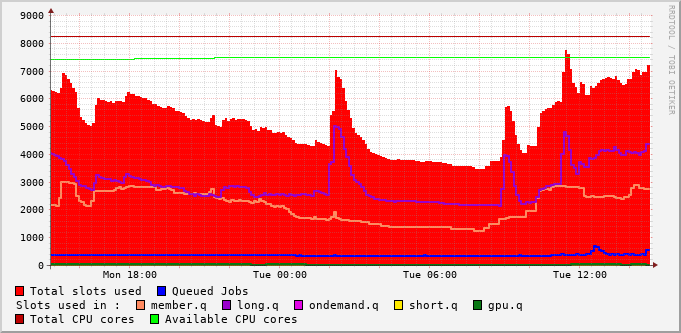 9000
8000
7000
6000
5000
4000
3000
2000
1000
0
Mon 18:00 Tue 00:00 Tue 06:00 Tue 12:00
RRDTOOL / TOBI OETIKER
Total slots used Queued Jobs
Slots used in : member.q long.q ondemand.q short.q gpu.q
Total CPU cores Available CPU cores